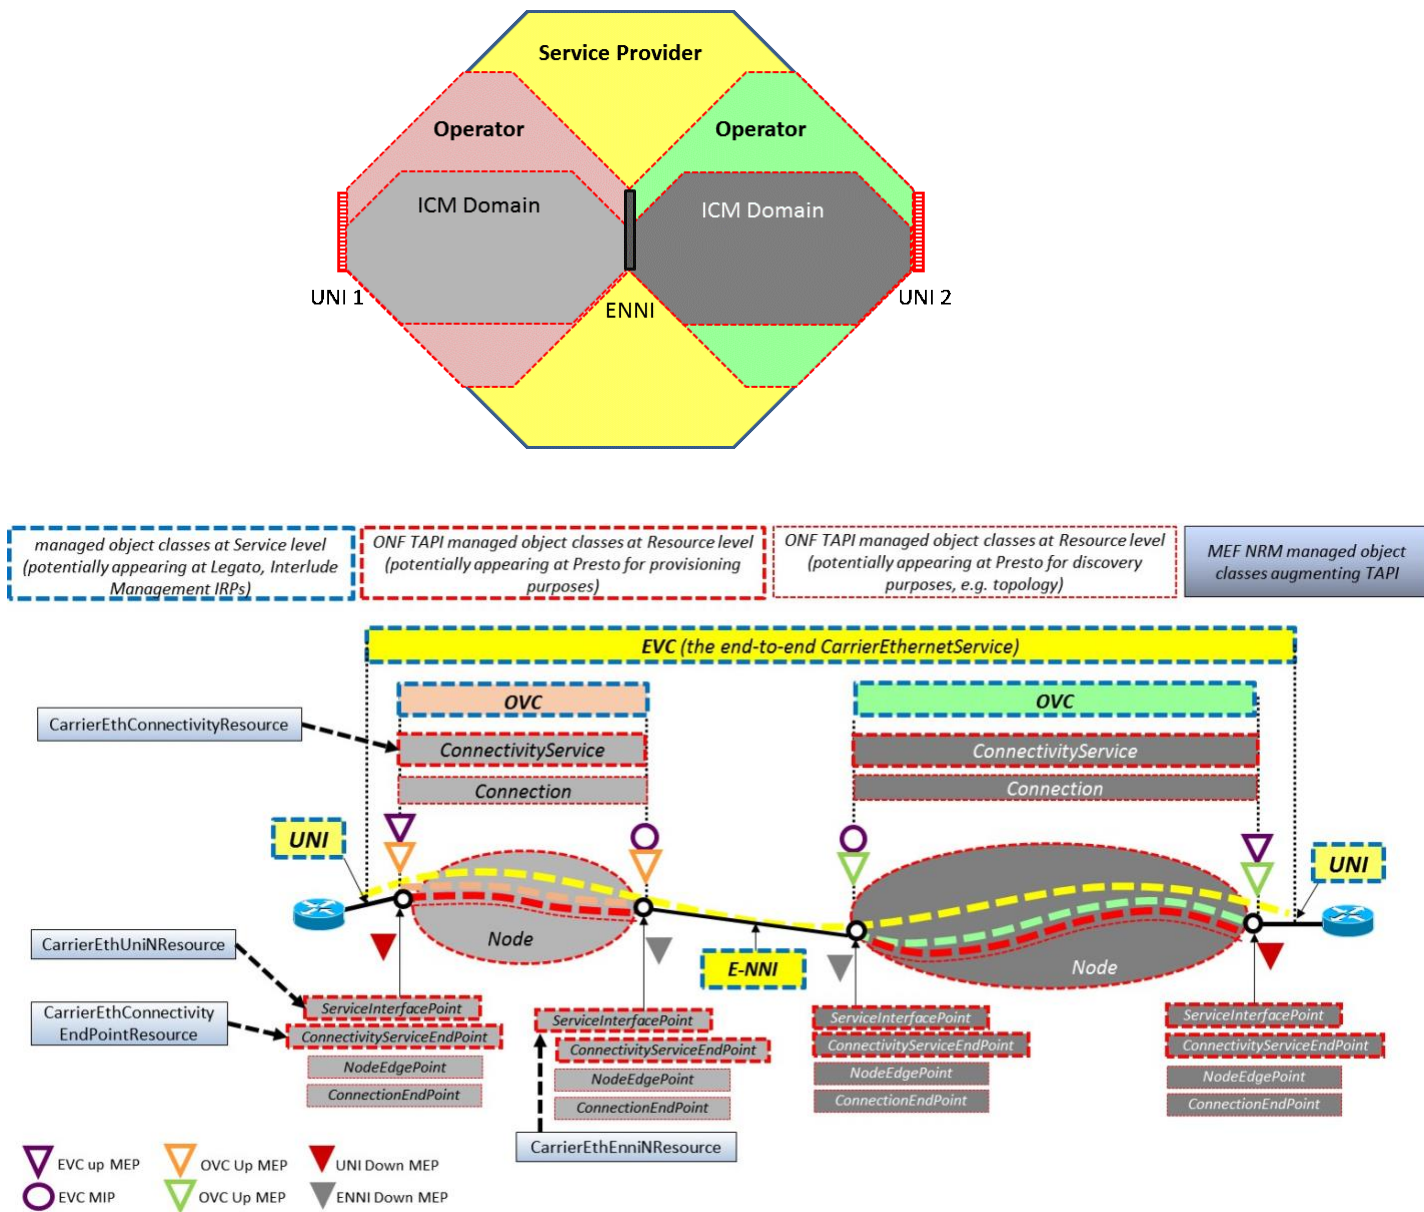 Service Provider
Operator
Operator
ICM Domain
ICM Domain
UNI 1
ENNI
UNI 2
managed object classes at Service level
(potentially appearing at Legato, Interlude
Management IRPs)
ONF TAPI managed object classes at Resource level
(potentially appearing at Presto for provisioning
purposes)
ONF TAPI managed object classes at Resource level
(potentially appearing at Presto for discovery
purposes, e.g. topology)
MEF NRM managed object
classes augmenting TAPI
EVC (the end-to-end CarrierEthernetService)
OVC
OVC
CarrierEthConnectivityResource
ConnectivityService
ConnectivityService
Connection
Connection
UNI
UNI
Node
Node
E-NNI
CarrierEthUniNResource
CarrierEthConnectivity
EndPointResource
ServiceInterfacePoint
ConnectivityServiceEndPoint
NodeEdgePoint
ConnectionEndPoint
ServiceInterfacePoint
ConnectivityServiceEndPoint
NodeEdgePoint
ConnectionEndPoint
ServiceInterfacePoint
ConnectivityServiceEndPoint
NodeEdgePoint
ConnectionEndPoint
ServiceInterfacePoint
ConnectivityServiceEndPoint
NodeEdgePoint
ConnectionEndPoint
CarrierEthEnniNResource
EVC up MEP
OVC Up MEP
UNI Down MEP
EVC MIP
OVC Up MEP
ENNI Down MEP